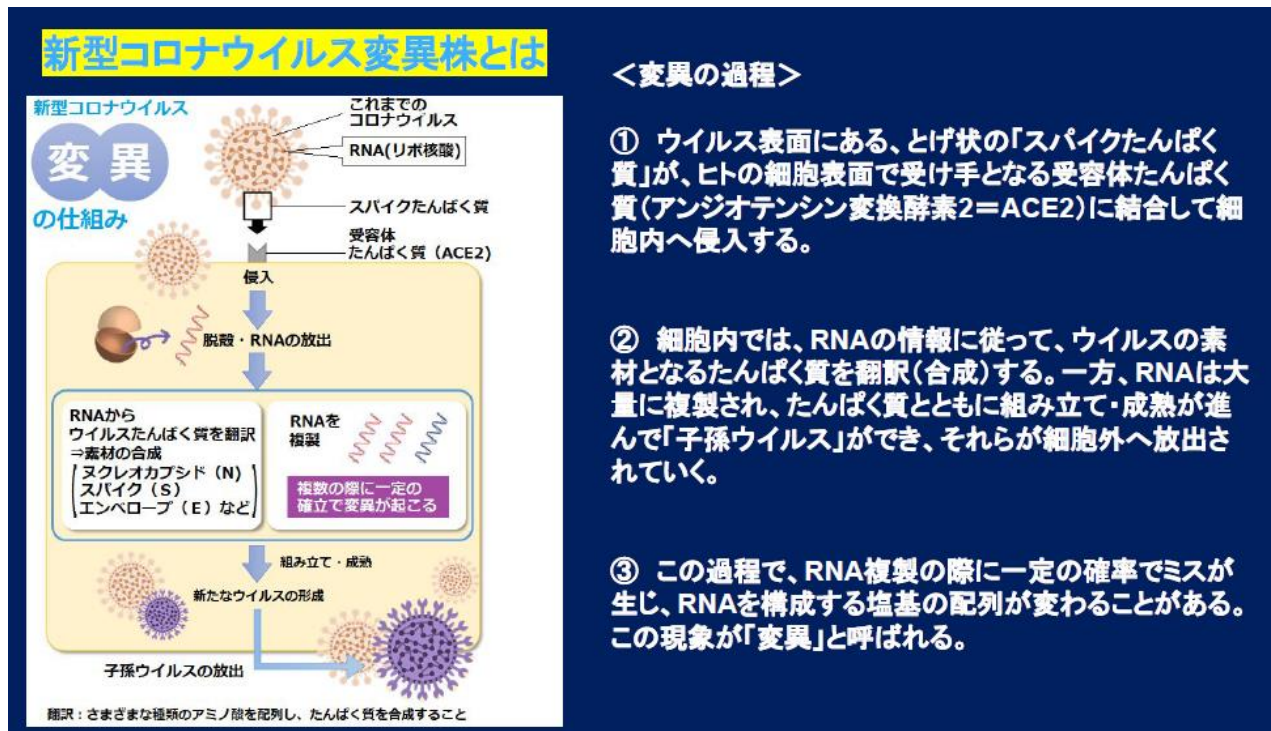 新型コロナウイルス変異株とは
新型コロナウイルス
変異
の仕組み
これまでの
コロナウイルス
RNA(リボ核酸)
スパイクたんぱく質
受容体
たんぱく質（ACE2）
侵入
脱殻・RNAの放出
RNAから
ウイルスたんぱく質を翻訳
⇒素材の合成
ヌクレオカプシド（N）
スパイク（S）
エンベロープ（E）など
RNAを
複製
複数の際に一定の
確立で変異が起こる
組み立て・成熟
新たなウイルスの形成
子孫ウイルスの放出
翻訳：さまざまな種類のアミノ酸を配列し、たんぱく質を合成すること
＜変異の過程＞
① ウイルス表面にある、とげ状の「スパイクたんぱく
質」が、ヒトの細胞表面で受け手となる受容体たんぱく
質（アンジオテンシン変換酵素2＝ACE2）に結合して細
胞内へ侵入する。
② 細胞内では、RNAの情報に従って、ウイルスの素
材となるたんぱく質を翻訳（合成）する。一方、RNAは大
量に複製され、たんぱく質とともに組み立て・成熟が進
んで「子孫ウイルス」ができ、それらが細胞外へ放出さ
れていく。
③ この過程で、RNA複製の際に一定の確率でミスが
生じ、RNAを構成する塩基の配列が変わることがある。
この現象が「変異」と呼ばれる。